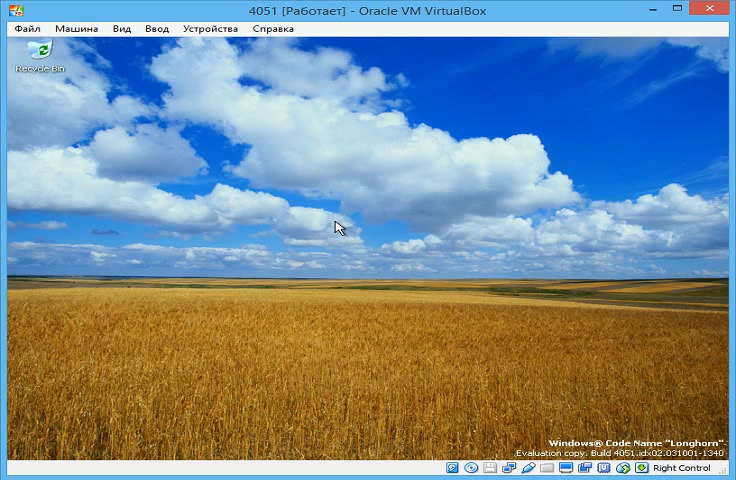 4051 [Работает] - Oracle VM VirtualBox
Файл Машина Вид Ввод Устройства Справка
Recycle Bin
Windows® Code Name "Longhorn"
Evaluation copy. Build 4051.idx02.031001-1340
Right Control